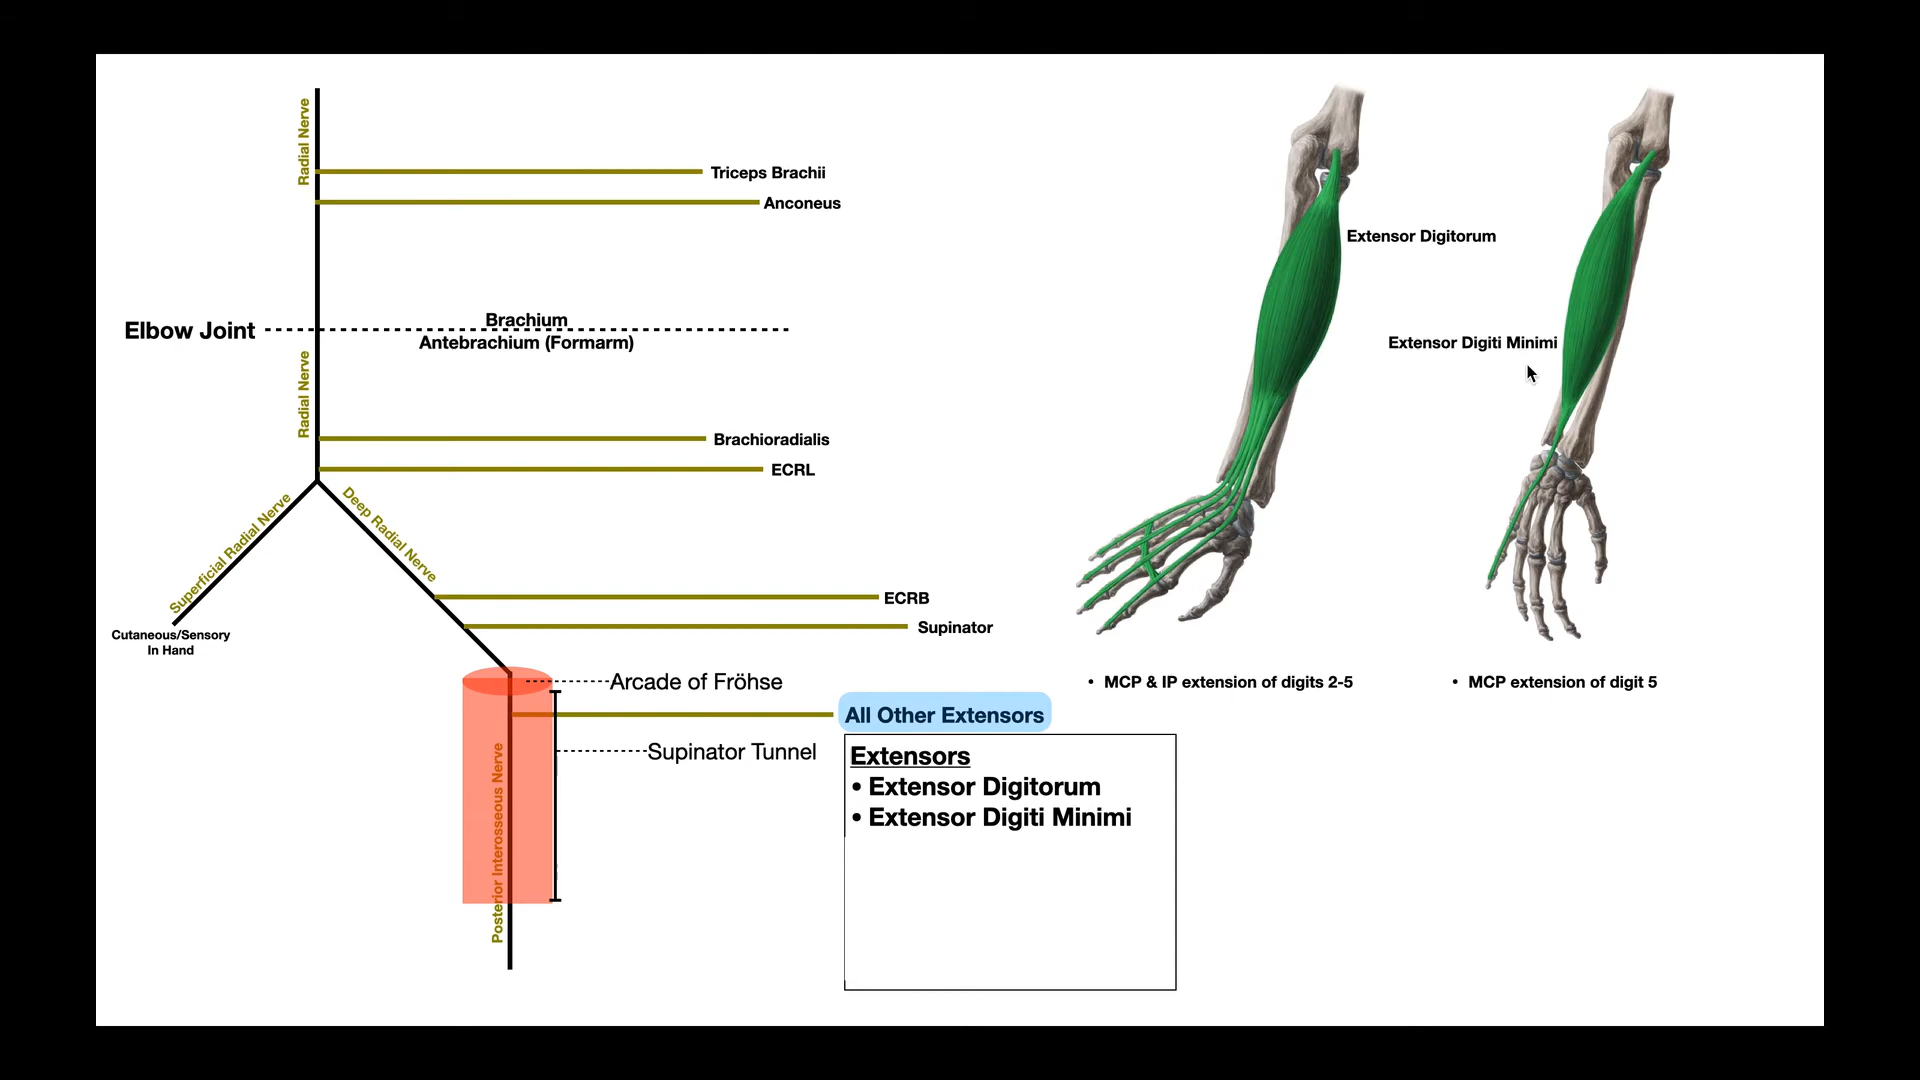 Radial Nerve
Triceps Brachii
Anconeus
Elbow Joint
Brachium
Antebrachium (Formarm)
Radial Nerve
Brachioradialis
ECRL
Superficial Radial Nerve
Deep Radial Nerve
Cutaneous/Sensory
In Hand
ECRB
Supinator
Arcade of Fröhse
All Other Extensors
Supinator Tunnel
Posterior Interosseous Nerve
Extensors
• Extensor Digitorum
• Extensor Digiti Minimi
Extensor Digitorum
Extensor Digiti Minimi
• MCP & IP extension of digits 2-5
• MCP extension of digit 5